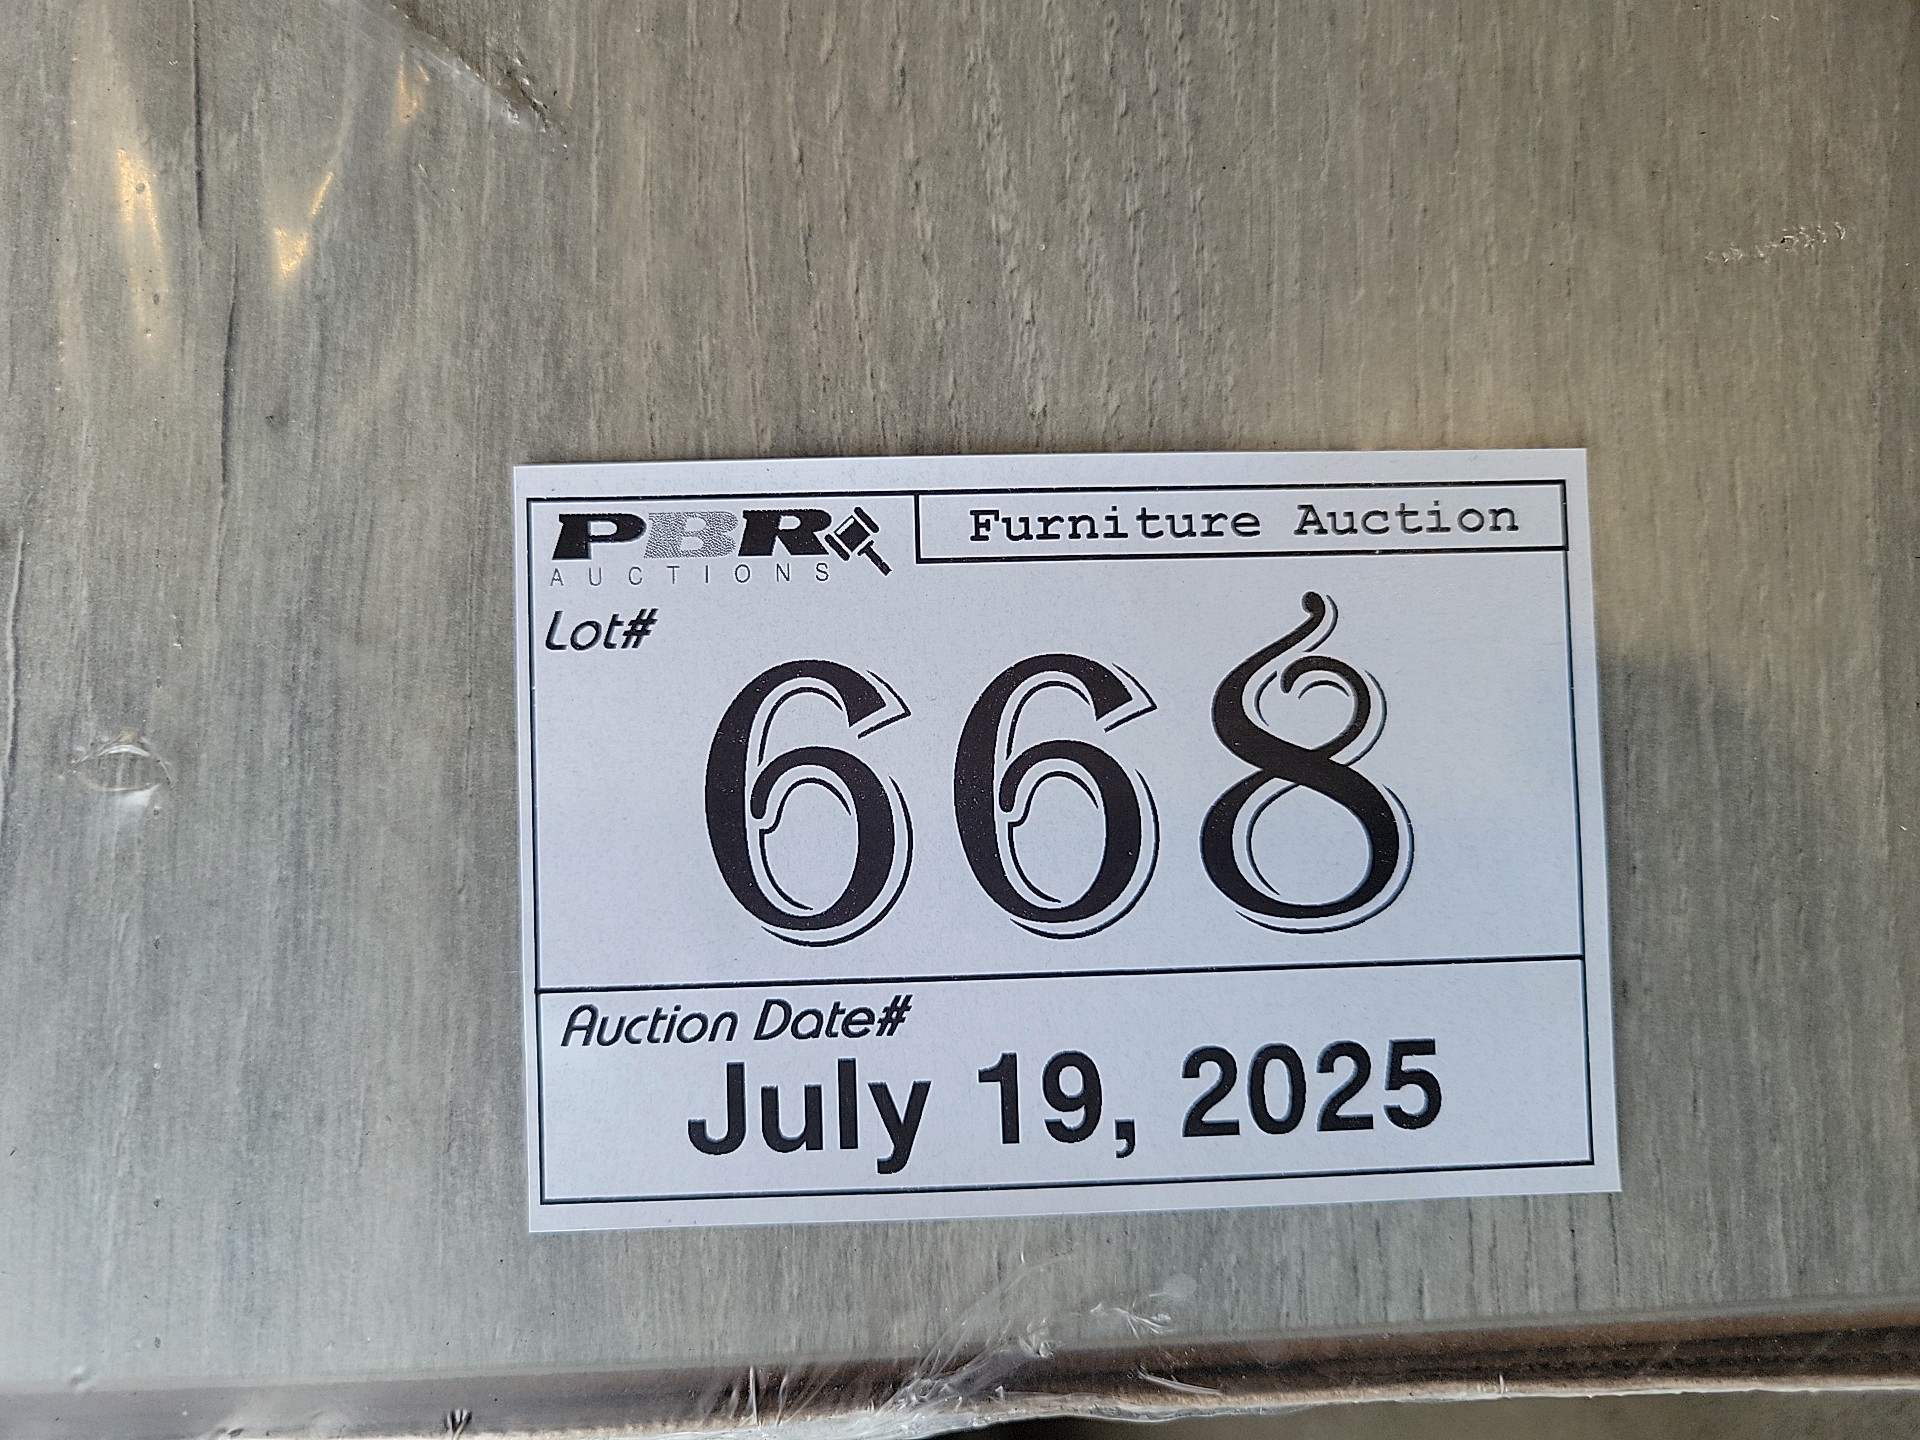 PBR
AUCTIONS
Furniture Auction
Lot#
668
Auction Date#
July 19, 2025